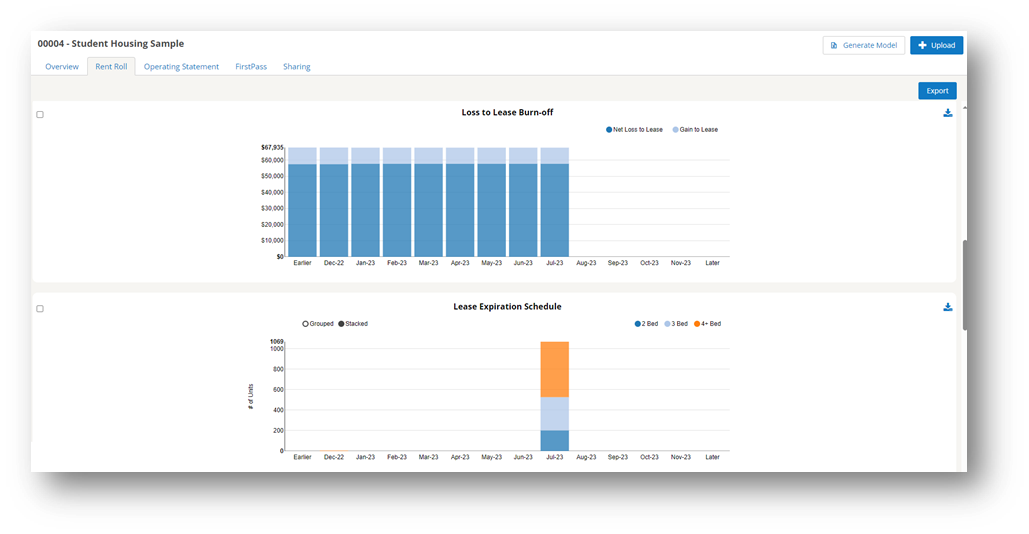 00004 - Student Housing Sample
Generate Model
Upload
Overview
Rent Roll
Operating Statement
FirstPass
Sharing
Export
Loss to Lease Burn-off
Net Loss to Lease
Gain to Lease
$67,935
$60,000
$50,000
$40,000
$30,000
$20,000
$10,000
$0
Earlier Dec-22 Jan-23 Feb-23 Mar-23 Apr-23 May-23 Jun-23 Jul-23 Aug-23 Sep-23 Oct-23 Nov-23 Later
Lease Expiration Schedule
Grouped Stacked
2 Bed 3 Bed 4+ Bed
1069
1000
800
600
400
200
0
# of Units
Earlier Dec-22 Jan-23 Feb-23 Mar-23 Apr-23 May-23 Jun-23 Jul-23 Aug-23 Sep-23 Oct-23 Nov-23 Later